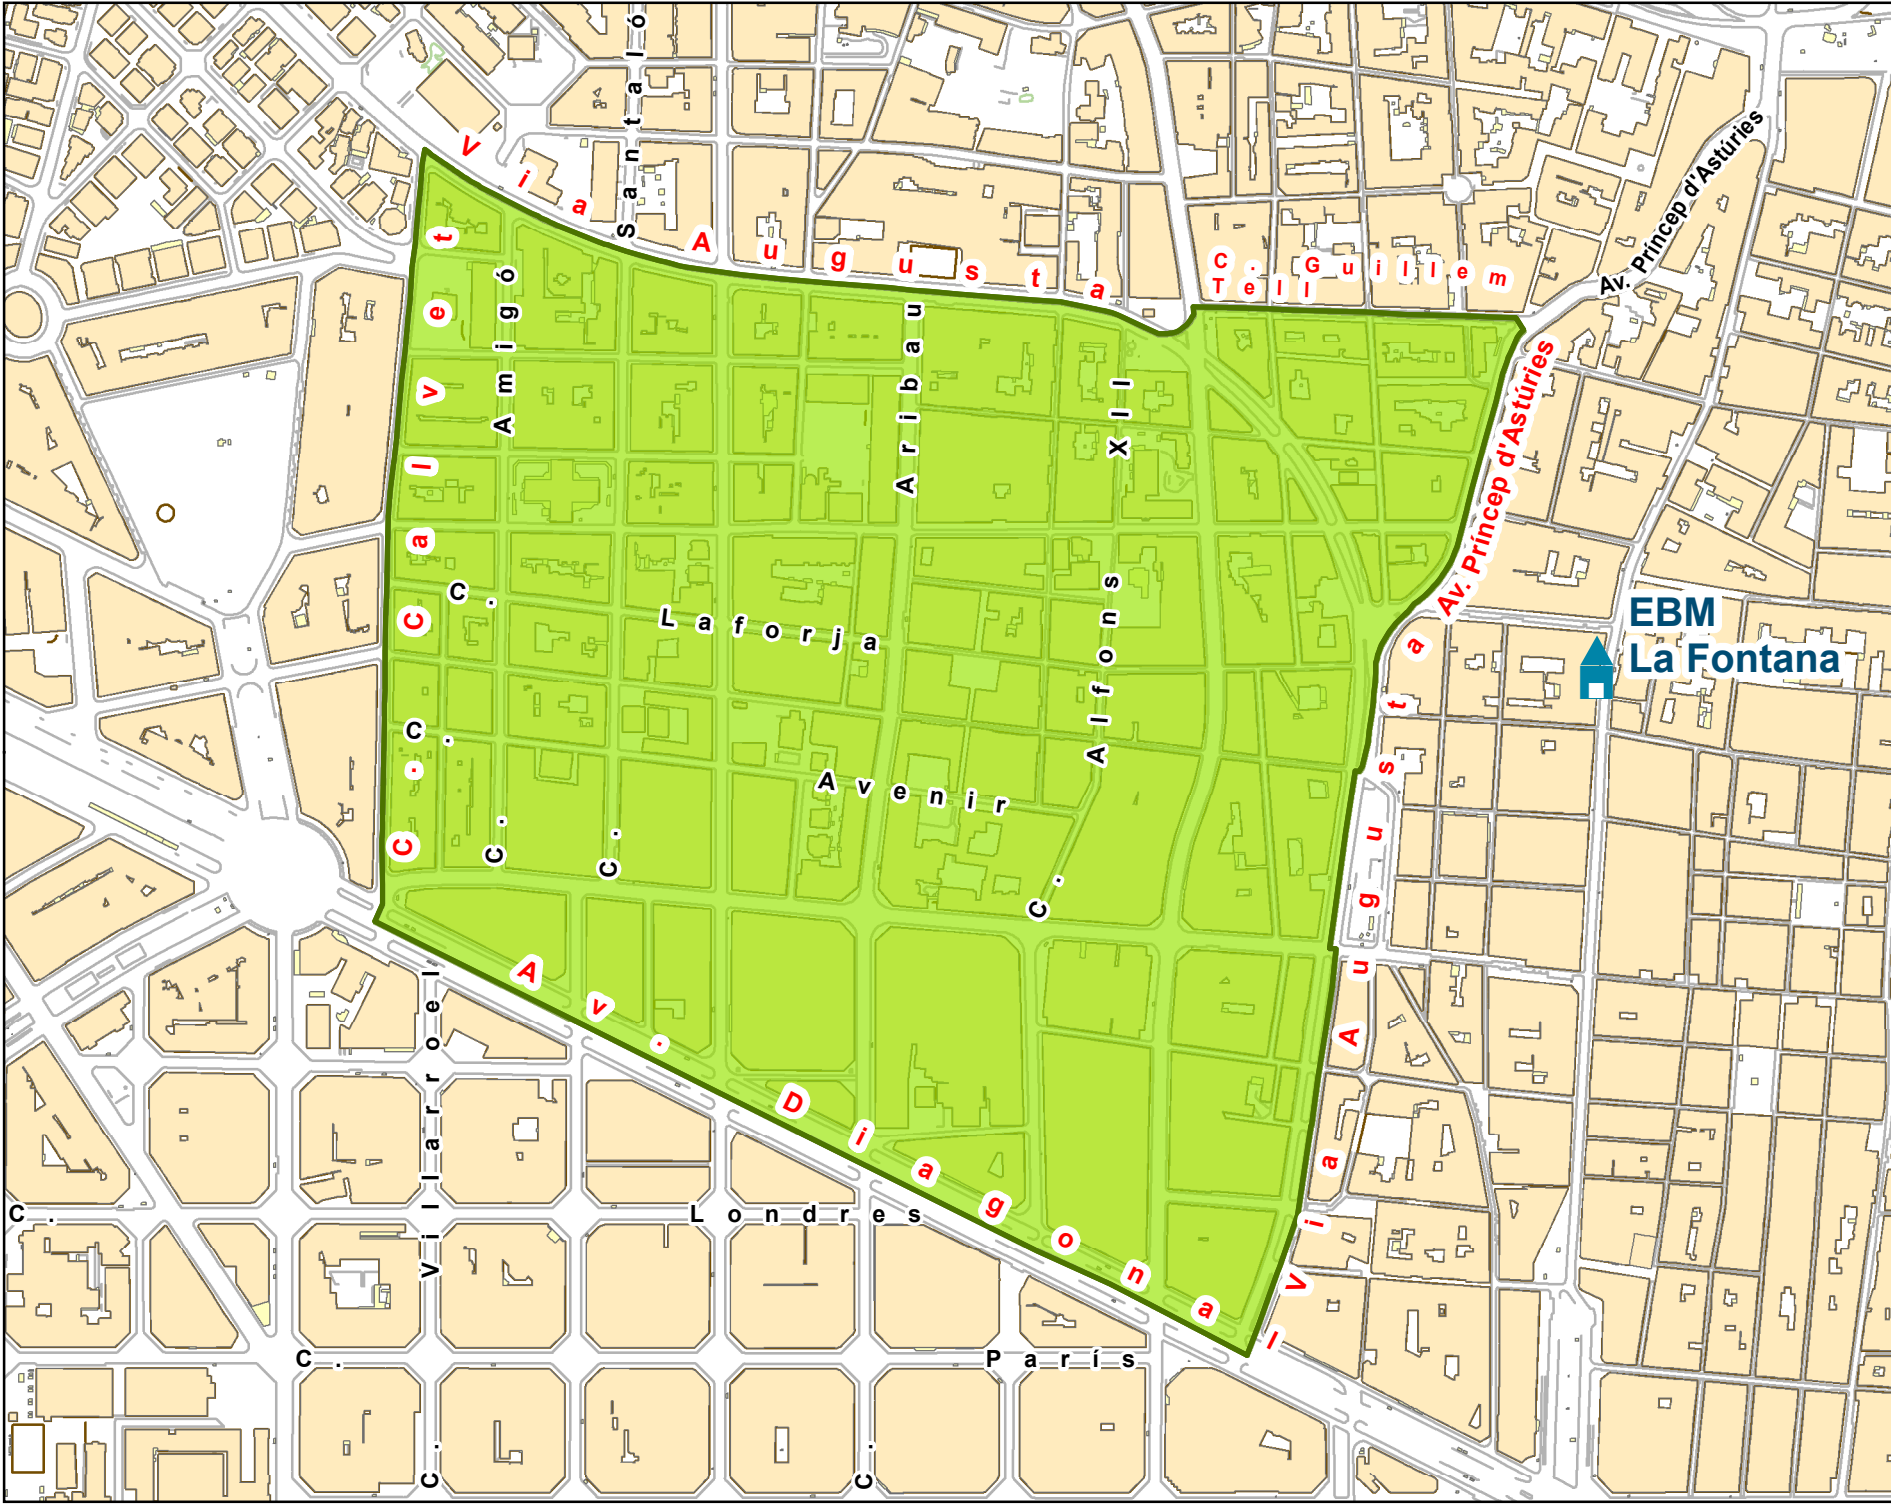 Via Augusta
C. Guillem
Tell
Av. Príncep d'Astúries
Av. Príncep d'Astúries
C. Santaló
C. Amigó
C. Aribau
C. Alfons XII
C. Calvet
C. Laforja
C. Avenir
EBM
La Fontana
Via Augusta
Av. Diagonal
C. Villarroel
C. Londres
C. París